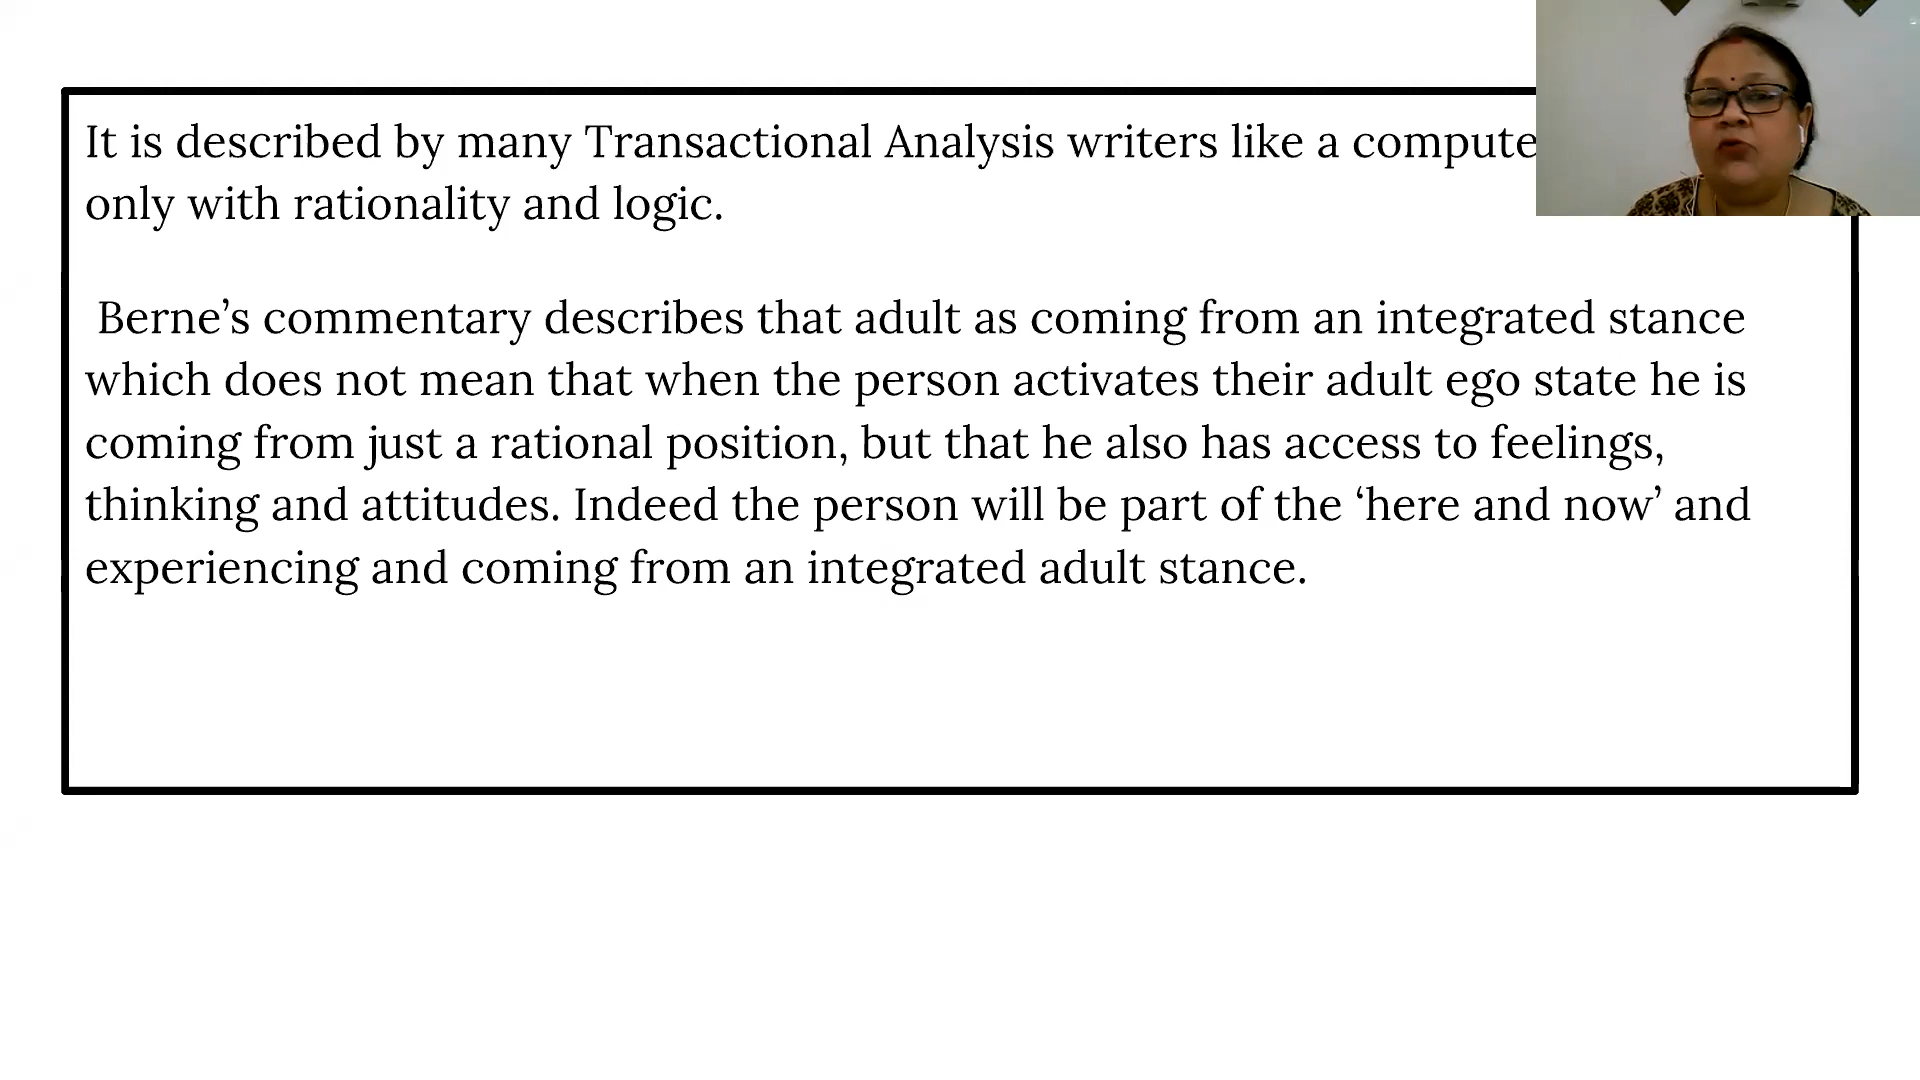 It is described by many Transactional Analysis writers like a compute
only with rationality and logic.
Berne’s commentary describes that adult as coming from an integrated stance
which does not mean that when the person activates their adult ego state he is
coming from just a rational position, but that he also has access to feelings,
thinking and attitudes. Indeed the person will be part of the ‘here and now’ and
experiencing and coming from an integrated adult stance.